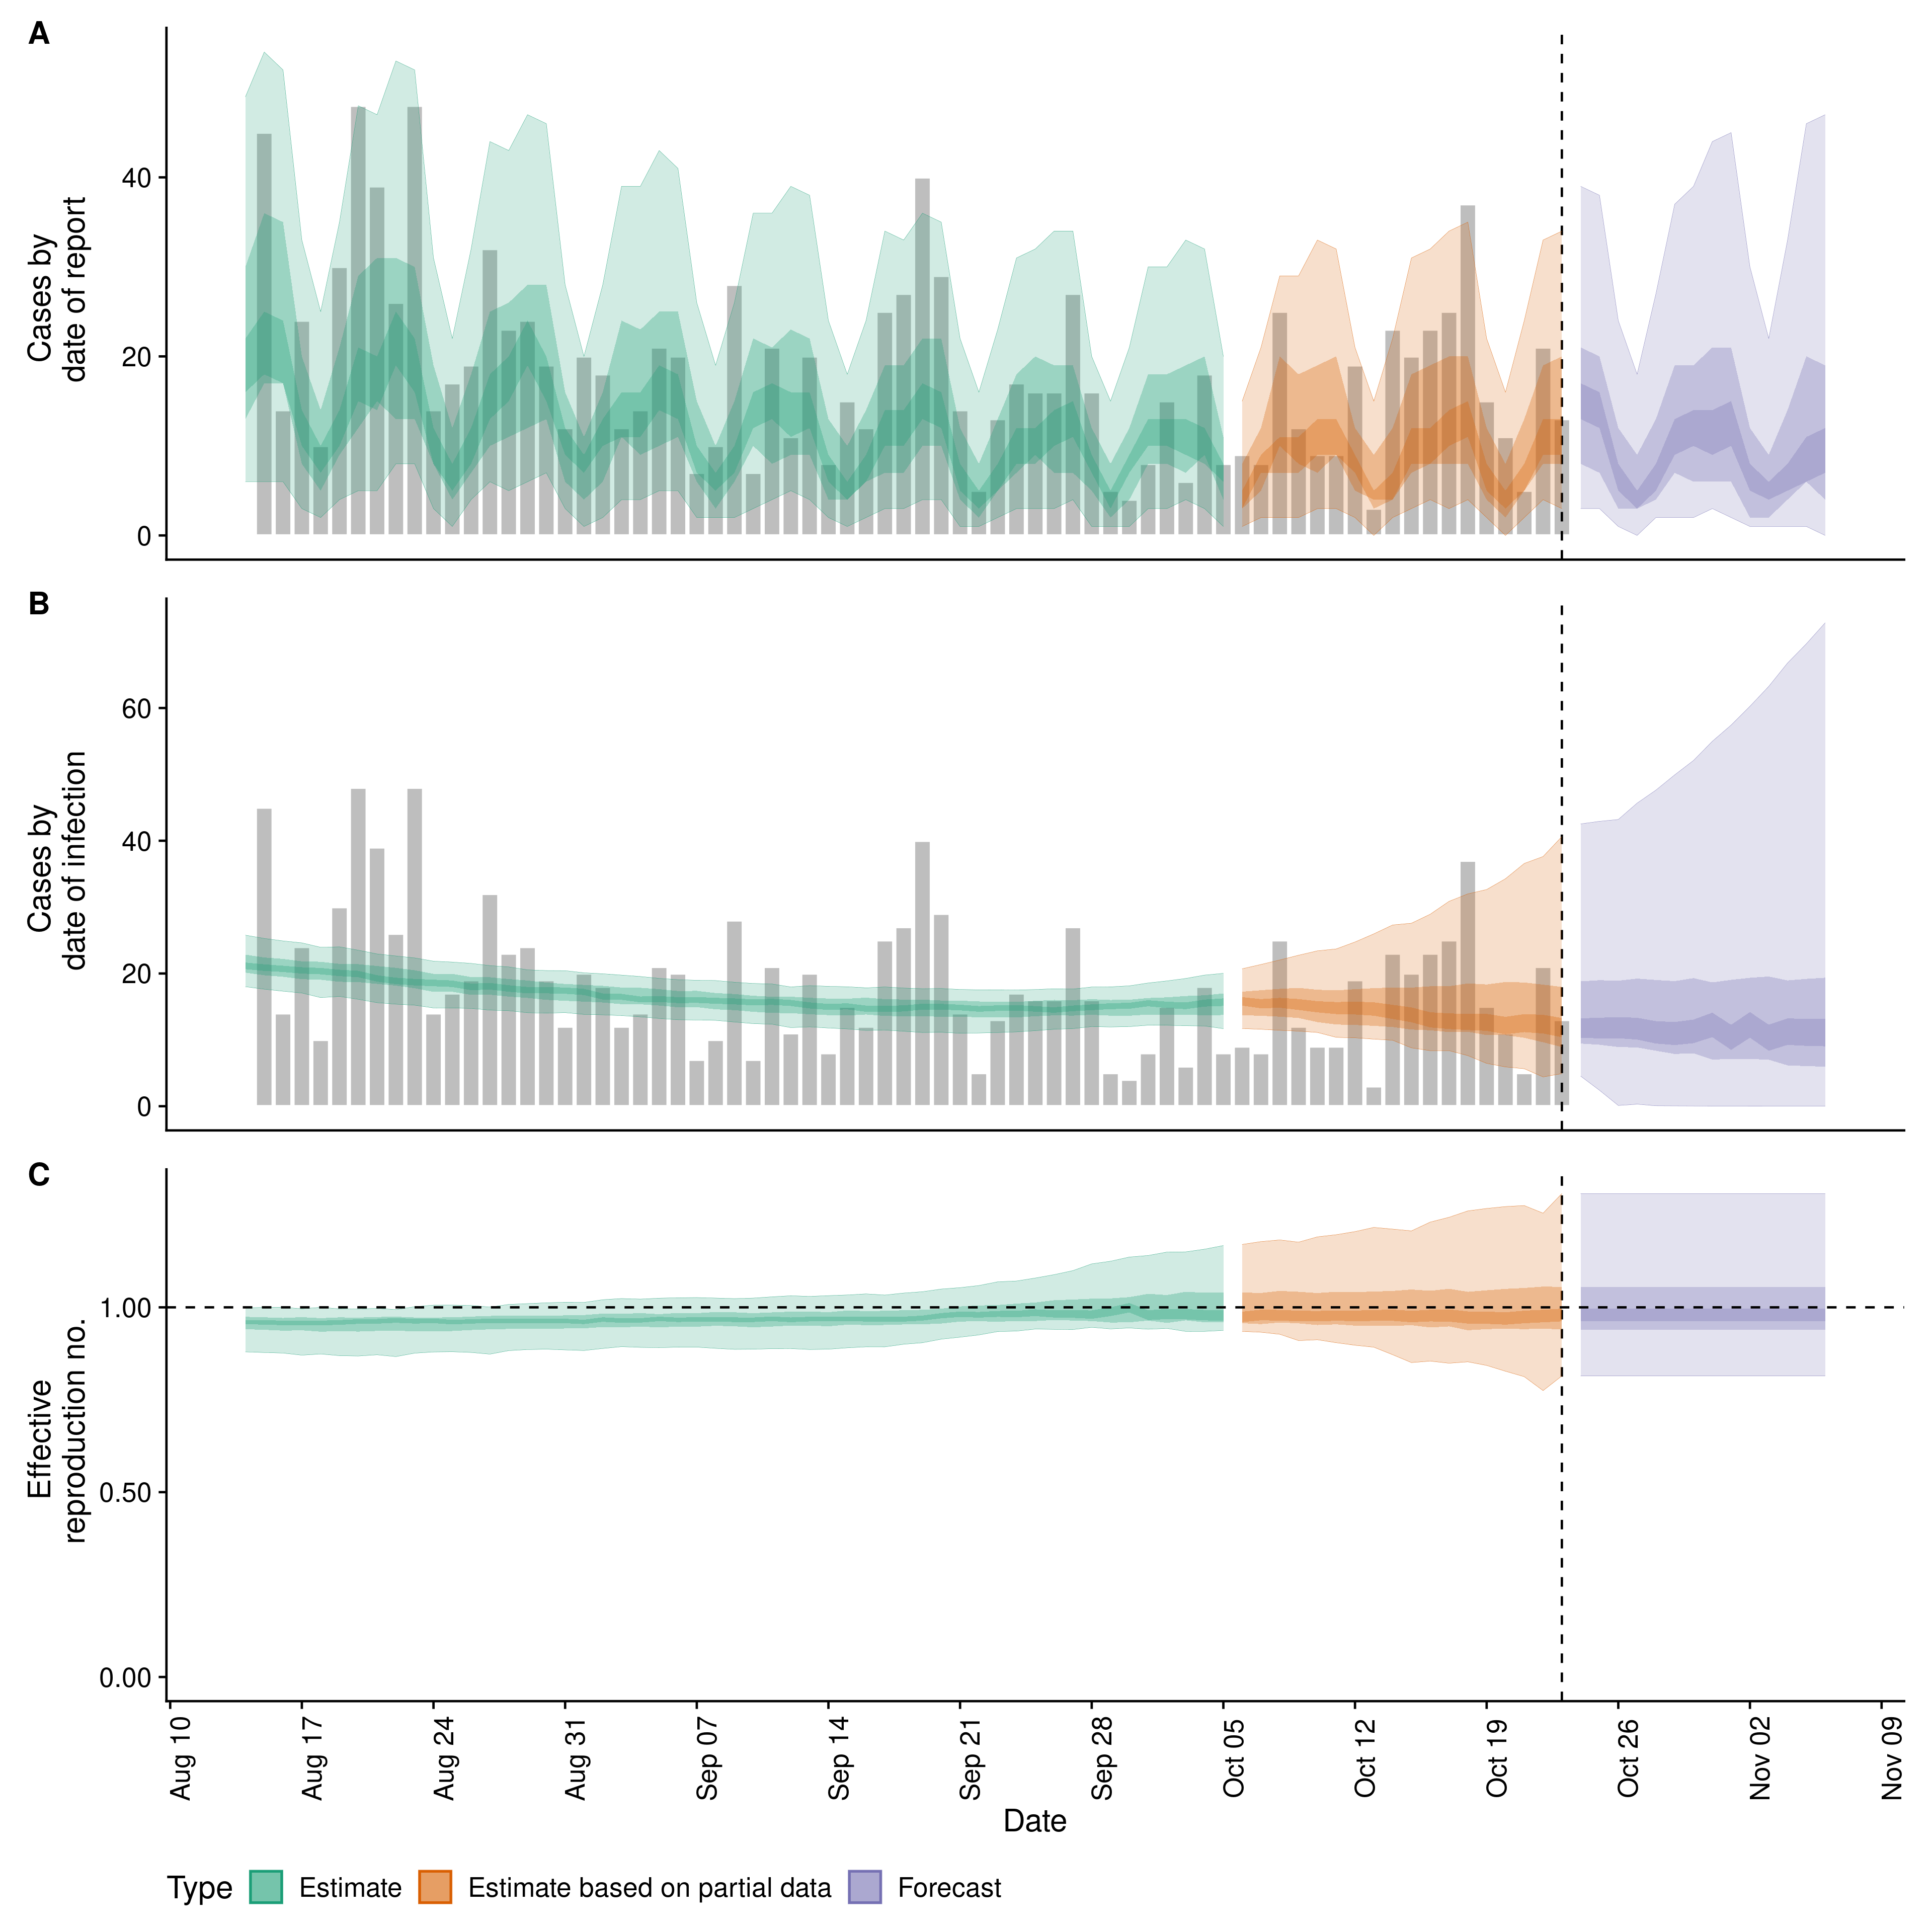 A
Cases by
date of report
40
20
0
B
Cases by
date of infection
60
40
20
0
C
Effective
reproduction no.
1.00
0.50
0.00
Aug 10
Aug 17
Aug 24
Aug 31
Sep 07
Sep 14
Sep 21
Sep 28
Oct 05
Oct 12
Oct 19
Oct 26
Nov 02
Nov 09
Date
Type Estimate Estimate based on partial data Forecast